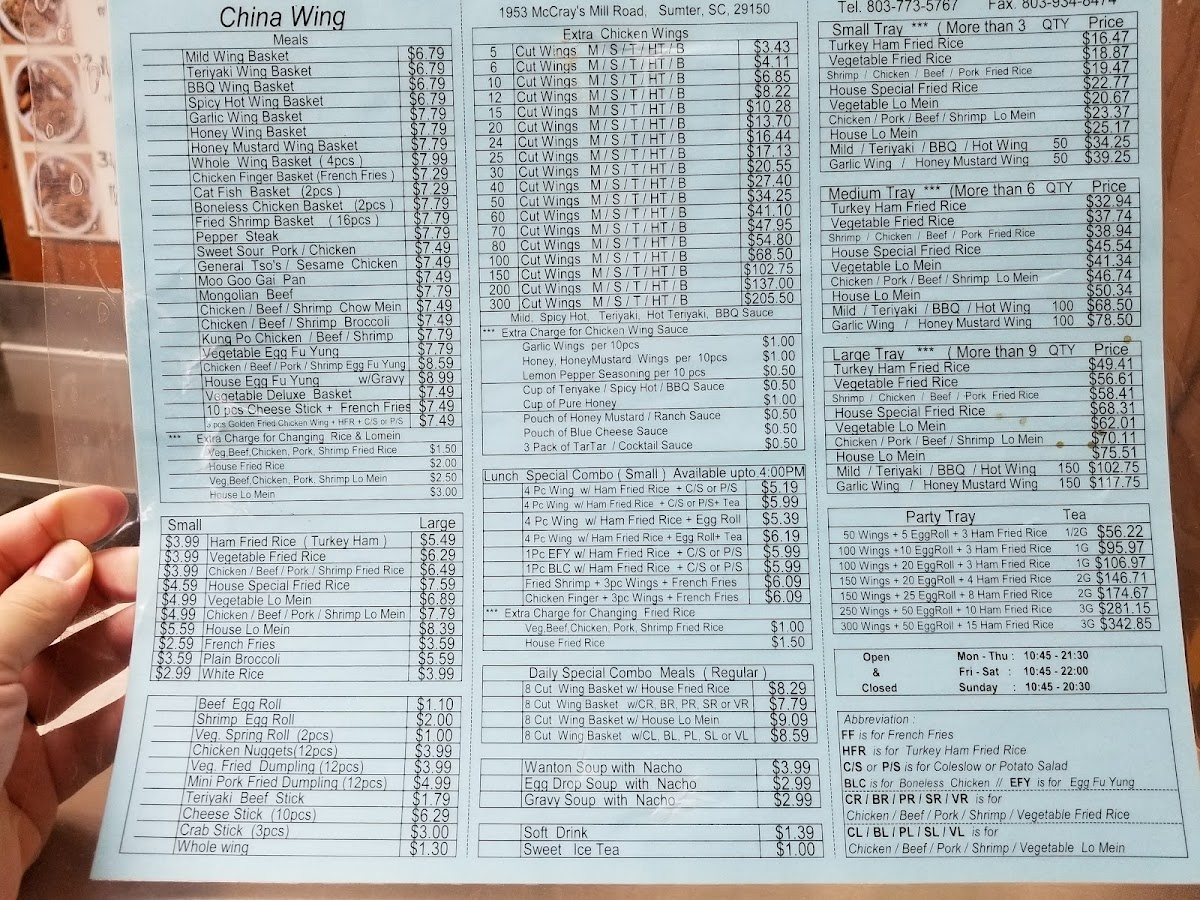 China Wing
Meals
Mild Wing Basket $6.79
Teriyaki Wing Basket $6.79
BBQ Wing Basket $6.79
Spicy Hot Wing Basket $6.79
Garlic Wing Basket $7.79
Honey Wing Basket $7.79
Honey Mustard Wing Basket $7.79
Whole Wing Basket ( 4pcs ) $7.99
Chicken Finger Basket (French Fries ) $7.29
Cat Fish Basket (2pcs ) $7.29
Boneless Chicken Basket (2pcs ) $7.79
Fried Shrimp Basket ( 16pcs ) $7.79
Pepper Steak $7.79
Sweet Sour Pork / Chicken $7.49
General Tso's / Sesame Chicken $7.49
Moo Goo Gai Pan $7.49
Mongolian Beef $7.49
Chicken / Beef / Shrimp Chow Mein $7.49
Chicken / Beef / Shrimp Broccoli $7.49
Kung Po Chicken / Beef / Shrimp $7.79
Vegetable Egg Fu Yung $7.79
Chicken / Beef / Pork / Shrimp Egg Fu Yung $8.59
House Egg Fu Yung w/Gravy $8.99
Vegetable Deluxe Basket $7.49
10 pcs Cheese Stick + French Fries $7.49
3 pcs Golden Fried Chicken Wing + HFR + C/S or P/S $7.49
*** Extra Charge for Changing Rice & Lomein
Veg,Beef,Chicken, Pork, Shrimp Fried Rice $1.50
House Fried Rice $2.00
Veg,Beef,Chicken, Pork, Shrimp Lo Mein $2.50
House Lo Mein $3.00
Small Large
$3.99 Ham Fried Rice ( Turkey Ham ) $5.49
$3.99 Vegetable Fried Rice $6.29
$3.99 Chicken / Beef / Pork / Shrimp Fried Rice $6.49
$4.59 House Special Fried Rice $7.59
$4.99 Vegetable Lo Mein $6.89
$4.99 Chicken / Beef / Pork / Shrimp Lo Mein $7.79
$5.59 House Lo Mein $8.39
$2.59 French Fries $3.59
$3.59 Plain Broccoli $5.59
$2.99 White Rice $3.99
Beef Egg Roll $1.10
Shrimp Egg Roll $2.00
Veg. Spring Roll (2pcs) $1.00
Chicken Nuggets(12pcs) $3.99
Veg. Fried Dumpling (12pcs) $3.99
Mini Pork Fried Dumpling (12pcs) $4.99
Teriyaki Beef Stick $1.79
Cheese Stick (10pcs) $6.29
Crab Stick (3pcs) $3.00
Whole wing $1.30
1953 McCray's Mill Road, Sumter, SC, 29150
Extra Chicken Wings
5 Cut Wings M / S / T / HT / B $3.43
6 Cut Wings M / S / T / HT / B $4.11
10 Cut Wings M / S / T / HT / B $6.85
12 Cut Wings M / S / T / HT / B $8.22
15 Cut Wings M / S / T / HT / B $10.28
20 Cut Wings M / S / T / HT / B $13.70
24 Cut Wings M / S / T / HT / B $16.44
25 Cut Wings M / S / T / HT / B $17.13
30 Cut Wings M / S / T / HT / B $20.55
40 Cut Wings M / S / T / HT / B $27.40
50 Cut Wings M / S / T / HT / B $34.25
60 Cut Wings M / S / T / HT / B $41.10
70 Cut Wings M / S / T / HT / B $47.95
80 Cut Wings M / S / T / HT / B $54.80
100 Cut Wings M / S / T / HT / B $68.50
150 Cut Wings M / S / T / HT / B $102.75
200 Cut Wings M / S / T / HT / B $137.00
300 Cut Wings M / S / T / HT / B $205.50
Mild, Spicy Hot, Teriyaki, Hot Teriyaki, BBQ Sauce
*** Extra Charge for Chicken Wing Sauce
Garlic Wings per 10pcs $1.00
Honey, HoneyMustard Wings per 10pcs $1.00
Lemon Pepper Seasoning per 10 pcs $0.50
Cup of Teriyake / Spicy Hot / BBQ Sauce $0.50
Cup of Pure Honey $1.00
Pouch of Honey Mustard / Ranch Sauce $0.50
Pouch of Blue Cheese Sauce $0.50
3 Pack of TarTar / Cocktail Sauce $0.50
Lunch Special Combo ( Small ) Available upto 4:00PM
4 Pc Wing w/ Ham Fried Rice + C/S or P/S $5.19
4 Pc Wing w/ Ham Fried Rice + C/S or P/S+ Tea $5.99
4 Pc Wing w/ Ham Fried Rice + Egg Roll $5.39
4 Pc Wing w/ Ham Fried Rice + Egg Roll+ Tea $6.19
1Pc EFY w/ Ham Fried Rice + C/S or P/S $5.99
1Pc BLC w/ Ham Fried Rice + C/S or P/S $5.99
Fried Shrimp + 3pc Wings + French Fries $6.09
Chicken Finger + 3pc Wings + French Fries $6.09
*** Extra Charge for Changing Fried Rice
Veg,Beef,Chicken, Pork, Shrimp Fried Rice $1.00
House Fried Rice $1.50
Daily Special Combo Meals ( Regular )
8 Cut Wing Basket w/ House Fried Rice $8.29
8 Cut Wing Basket w/CR, BR, PR, SR or VR $7.79
8 Cut Wing Basket w/ House Lo Mein $9.09
8 Cut Wing Basket w/CL, BL, PL, SL or VL $8.59
Wanton Soup with Nacho $3.99
Egg Drop Soup with Nacho $2.99
Gravy Soup with Nacho $2.99
Soft Drink $1.39
Sweet Ice Tea $1.00
Tel. 803-773-5767 Fax. 803-934-8474
Small Tray *** ( More than 3 QTY Price
Turkey Ham Fried Rice $16.47
Vegetable Fried Rice $18.87
Shrimp / Chicken / Beef / Pork Fried Rice $19.47
House Special Fried Rice $22.77
Vegetable Lo Mein $20.67
Chicken / Pork / Beef / Shrimp Lo Mein $23.37
House Lo Mein $25.17
Mild / Teriyaki / BBQ / Hot Wing 50 $34.25
Garlic Wing / Honey Mustard Wing 50 $39.25
Medium Tray *** (More than 6 QTY Price
Turkey Ham Fried Rice $32.94
Vegetable Fried Rice $37.74
Shrimp / Chicken / Beef / Pork Fried Rice $38.94
House Special Fried Rice $45.54
Vegetable Lo Mein $41.34
Chicken / Pork / Beef / Shrimp Lo Mein $46.74
House Lo Mein $50.34
Mild / Teriyaki / BBQ / Hot Wing 100 $68.50
Garlic Wing / Honey Mustard Wing 100 $78.50
Large Tray *** ( More than 9 QTY Price
Turkey Ham Fried Rice $49.41
Vegetable Fried Rice $56.61
Shrimp / Chicken / Beef / Pork Fried Rice $58.41
House Special Fried Rice $68.31
Vegetable Lo Mein $62.01
Chicken / Pork / Beef / Shrimp Lo Mein $70.11
House Lo Mein $75.51
Mild / Teriyaki / BBQ / Hot Wing 150 $102.75
Garlic Wing / Honey Mustard Wing 150 $117.75
Party Tray Tea
50 Wings + 5 EggRoll + 3 Ham Fried Rice 1/2G $56.22
100 Wings +10 EggRoll + 3 Ham Fried Rice 1G $95.97
100 Wings + 20 EggRoll + 3 Ham Fried Rice 1G $106.97
150 Wings + 20 EggRoll + 4 Ham Fried Rice 2G $146.71
150 Wings + 25 EggRoll + 8 Ham Fried Rice 2G $174.67
250 Wings + 50 EggRoll + 10 Ham Fried Rice 3G $281.15
300 Wings + 50 EggRoll + 15 Ham Fried Rice 3G $342.85
Open Mon - Thu : 10:45 - 21:30
& Fri - Sat : 10:45 - 22:00
Closed Sunday : 10:45 - 20:30
Abbreviation :
FF is for French Fries
HFR is for Turkey Ham Fried Rice
C/S or P/S is for Coleslow or Potato Salad
BLC is for Boneless Chicken // EFY is for Egg Fu Yung
CR / BR / PR / SR / VR is for
Chicken / Beef / Pork / Shrimp / Vegetable Fried Rice
CL / BL / PL / SL / VL is for
Chicken / Beef / Pork / Shrimp / Vegetable Lo Mein